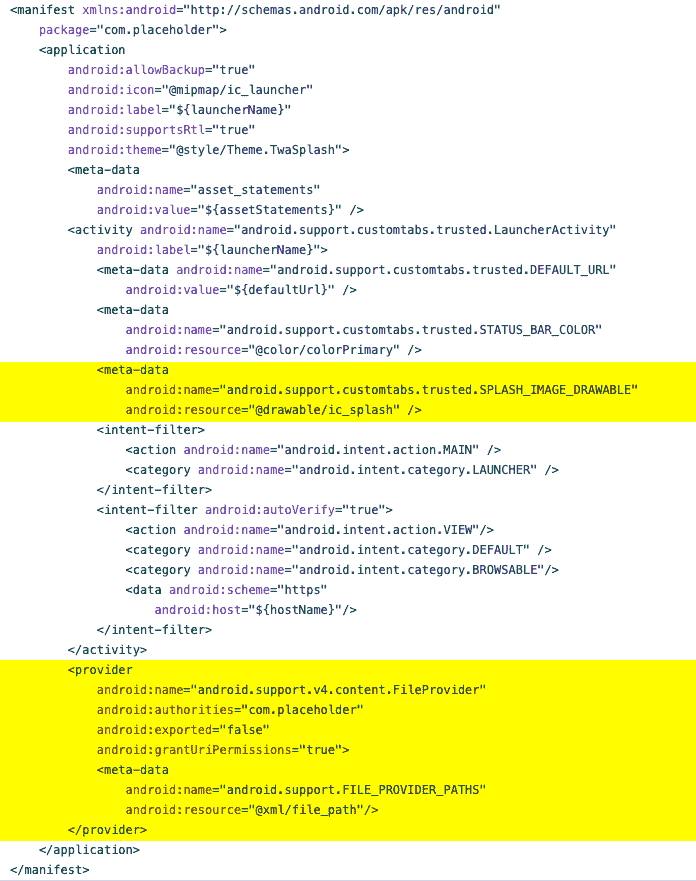 <manifest xmlns:android="http://schemas.android.com/apk/res/android"
    package="com.placeholder">
    <application
        android:allowBackup="true"
        android:icon="@mipmap/ic_launcher"
        android:label="${launcherName}"
        android:supportsRtl="true"
        android:theme="@style/Theme.TwaSplash">
        <meta-data
            android:name="asset_statements"
            android:value="${assetStatements}" />
        <activity android:name="android.support.customtabs.trusted.LauncherActivity"
            android:label="${launcherName}">
            <meta-data android:name="android.support.customtabs.trusted.DEFAULT_URL"
                android:value="${defaultUrl}" />
            <meta-data
                android:name="android.support.customtabs.trusted.STATUS_BAR_COLOR"
                android:resource="@color/colorPrimary" />
            <meta-data
                android:name="android.support.customtabs.trusted.SPLASH_IMAGE_DRAWABLE"
                android:resource="@drawable/ic_splash" />
            <intent-filter>
                <action android:name="android.intent.action.MAIN" />
                <category android:name="android.intent.category.LAUNCHER" />
            </intent-filter>
            <intent-filter android:autoVerify="true">
                <action android:name="android.intent.action.VIEW"/>
                <category android:name="android.intent.category.DEFAULT" />
                <category android:name="android.intent.category.BROWSABLE"/>
                <data android:scheme="https"
                    android:host="${hostName}"/>
            </intent-filter>
        </activity>
        <provider
            android:name="android.support.v4.content.FileProvider"
            android:authorities="com.placeholder"
            android:exported="false"
            android:grantUriPermissions="true">
            <meta-data
                android:name="android.support.FILE_PROVIDER_PATHS"
                android:resource="@xml/file_path"/>
        </provider>
    </application>
</manifest>